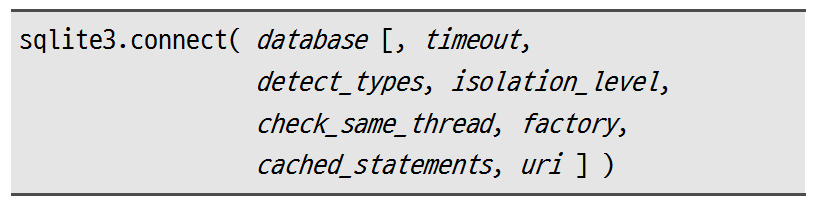 sqlite3.connect( database [, timeout,
detect_types, isolation_level,
check_same_thread, factory,
cached_statements, uri ] )